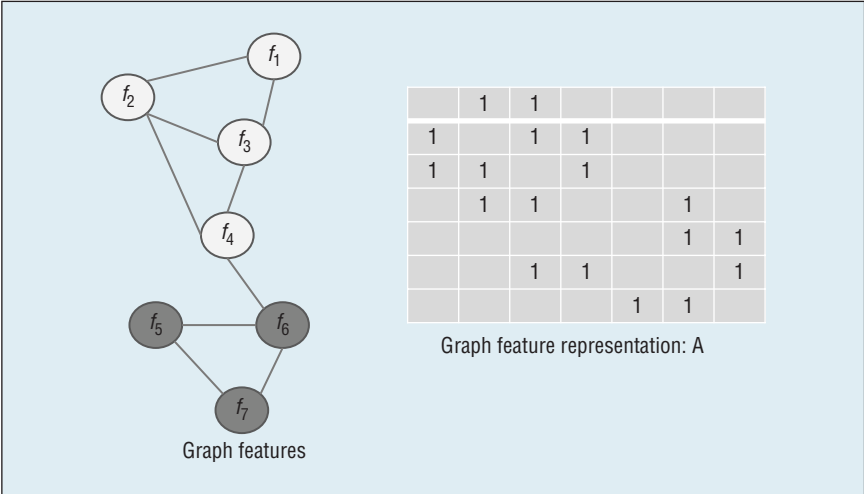 f1
f2
f3
f4
f5
f6
f7
Graph features
1 1
1 1 1
1 1 1
1 1 1
1 1
1 1 1
1 1
Graph feature representation: A